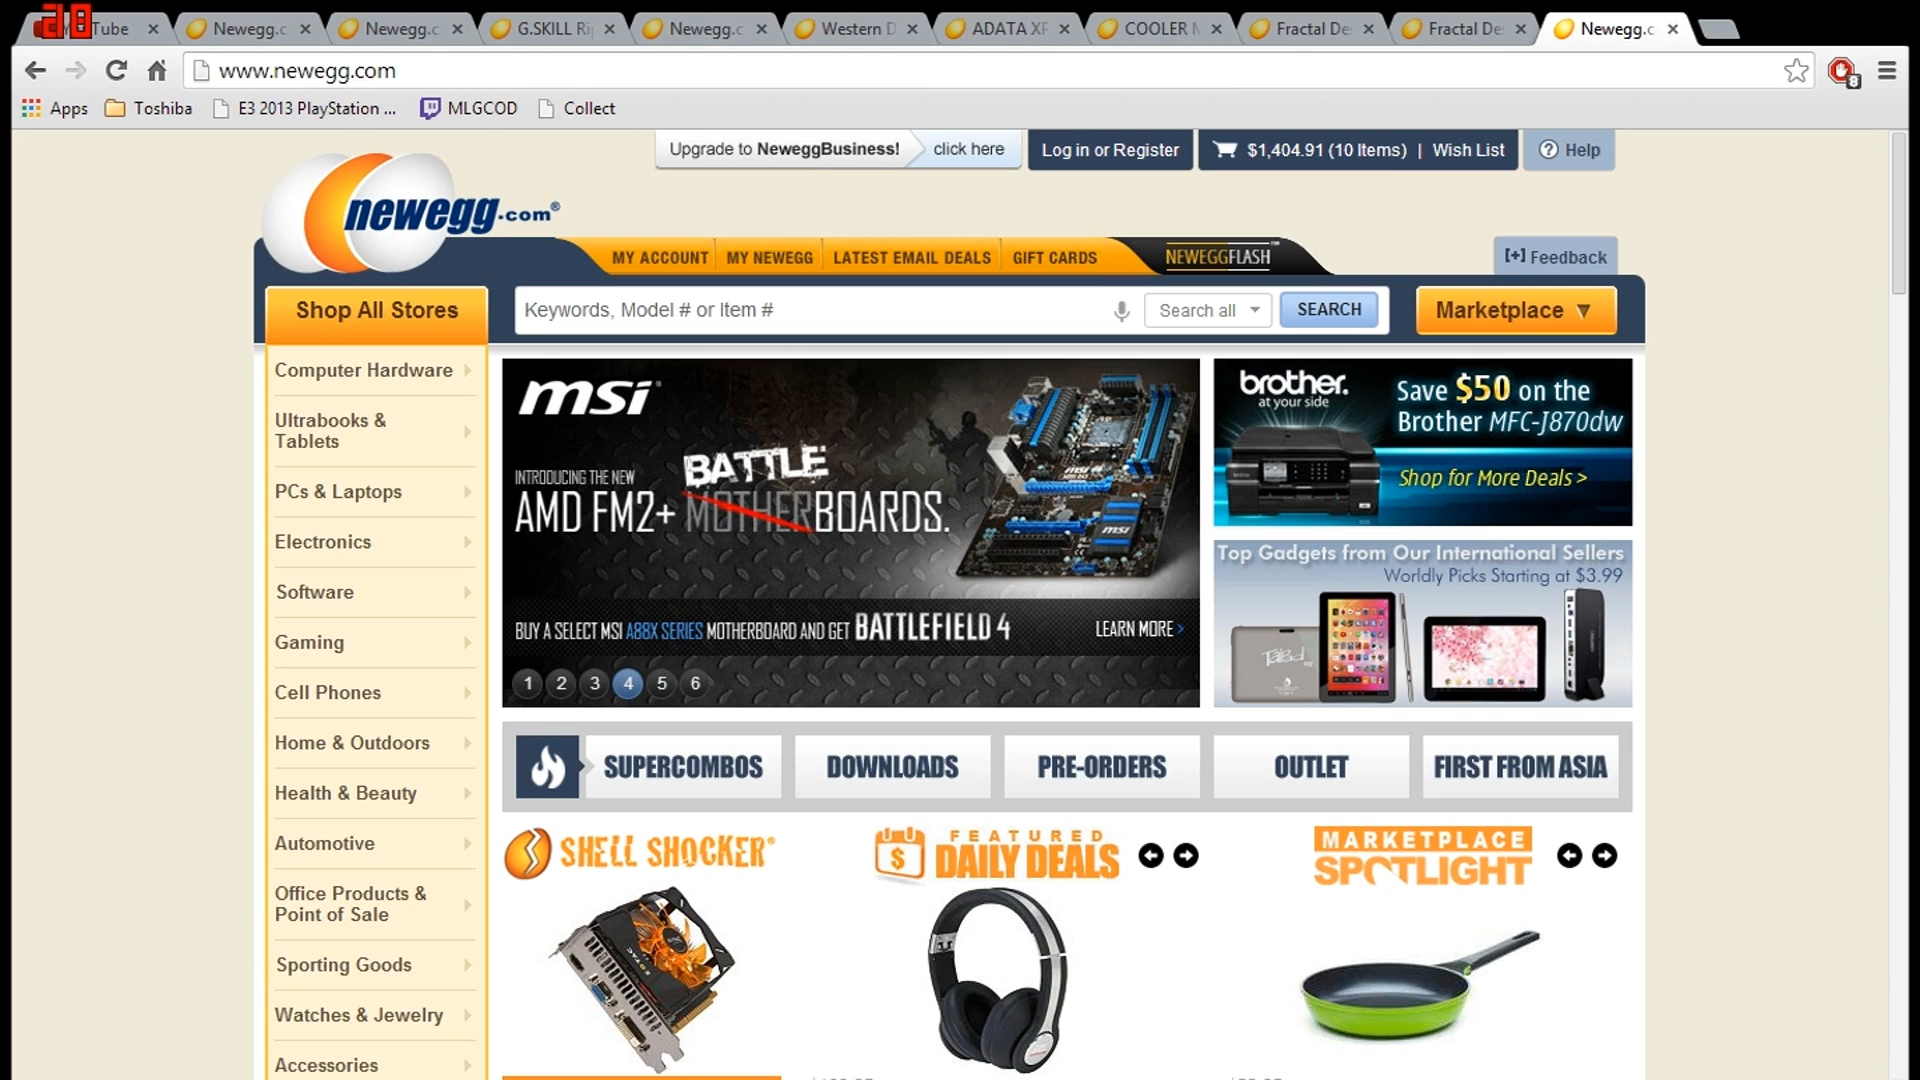 Tube
Newegg.c
Newegg.c
G.SKILL Ri
Newegg.c
Western D
ADATA XP
COOLER M
Fractal De
Fractal De
Newegg.c
www.newegg.com
8
Apps
Toshiba
E3 2013 PlayStation ...
MLGCOD
Collect
Upgrade to NeweggBusiness! click here
Log in or Register
$1,404.91 (10 Items) | Wish List
? Help
newegg.com®
MY ACCOUNT
MY NEWEGG
LATEST EMAIL DEALS
GIFT CARDS
NEWEGGFLASH™
[+] Feedback
Shop All Stores
Keywords, Model # or Item #
Search all
SEARCH
Marketplace ▼
Computer Hardware
Ultrabooks &
Tablets
PCs & Laptops
Electronics
Software
Gaming
Cell Phones
Home & Outdoors
Health & Beauty
Automotive
Office Products &
Point of Sale
Sporting Goods
Watches & Jewelry
Accessories
msi
INTRODUCING THE NEW
BATTLE
AMD FM2+ MOTHERBOARDS.
msi
BUY A SELECT MSI A88X SERIES MOTHERBOARD AND GET BATTLEFIELD 4
LEARN MORE >
1 2 3 4 5 6
brother.
at your side
Save $50 on the
Brother MFC-J870dw
Shop for More Deals >
Top Gadgets from Our International Sellers
Worldly Picks Starting at $3.99
SUPERCOMBOS
DOWNLOADS
PRE-ORDERS
OUTLET
FIRST FROM ASIA
SHELL SHOCKER®
FEATURED
DAILY DEALS
MARKETPLACE
SPOTLIGHT
ZOTAC